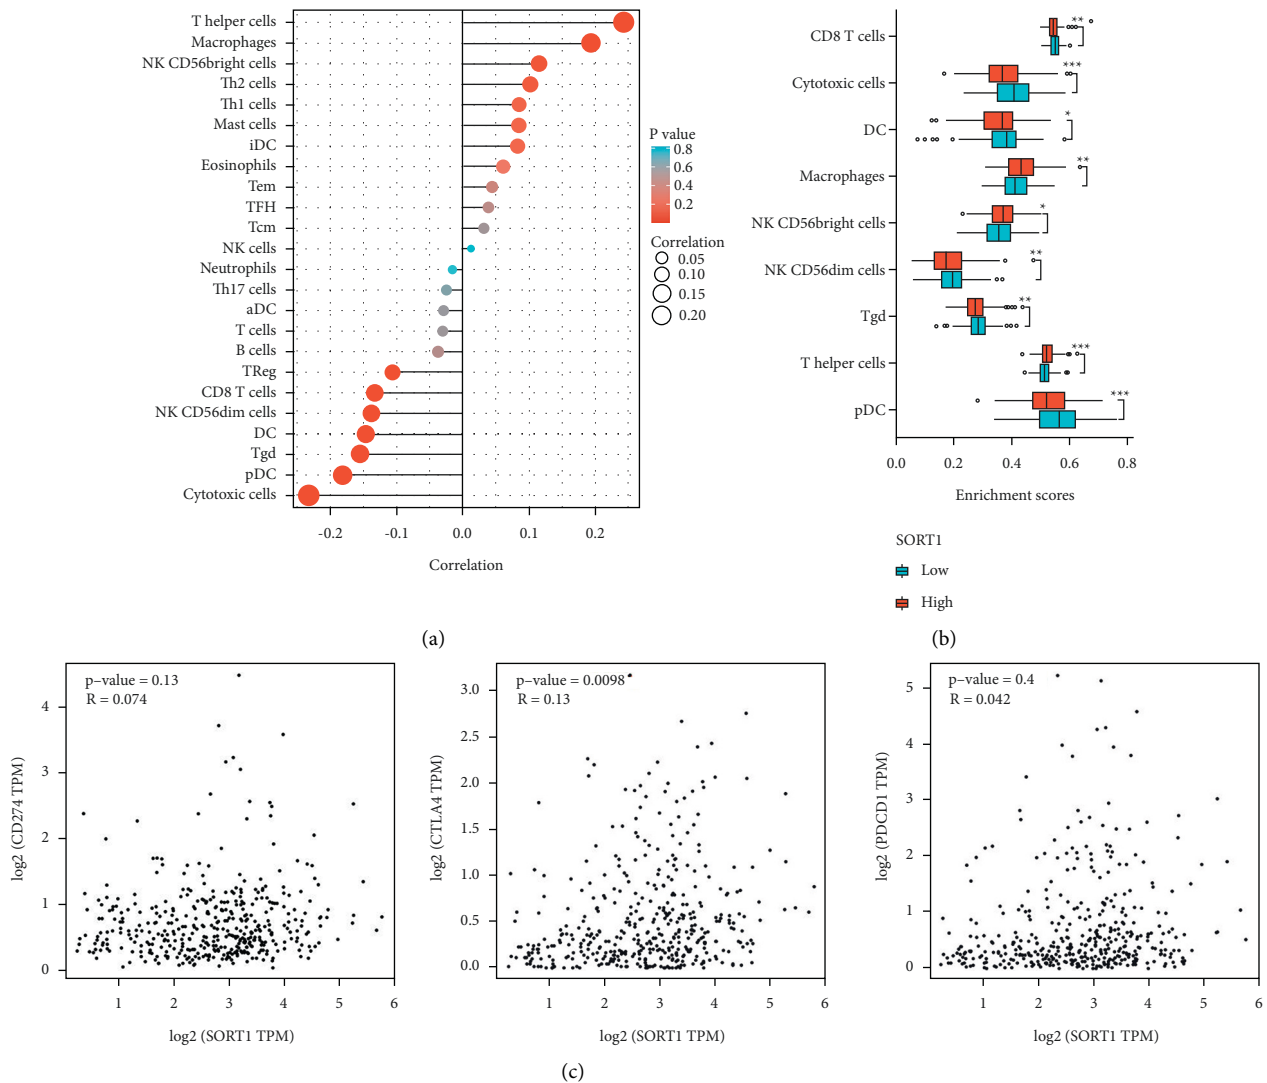 T helper cells
Macrophages
NK CD56bright cells
Th2 cells
Th1 cells
Mast cells
iDC
Eosinophils
Tem
TFH
Tcm
NK cells
Neutrophils
Th17 cells
aDC
T cells
B cells
TReg
CD8 T cells
NK CD56dim cells
DC
Tgd
pDC
Cytotoxic cells
-0.2 -0.1 0.0 0.1 0.2
Correlation
P value
0.8
0.6
0.4
0.2
Correlation
0.05
0.10
0.15
0.20
(a)
CD8 T cells
Cytotoxic cells
DC
Macrophages
NK CD56bright cells
NK CD56dim cells
Tgd
T helper cells
pDC
**
***
*
**
*
**
**
***
***
0.0 0.2 0.4 0.6 0.8
Enrichment scores
SORT1
Low
High
(b)
p-value = 0.13
R = 0.074
log2 (CD274 TPM)
4
3
2
1
0
1 2 3 4 5 6
log2 (SORT1 TPM)
p-value = 0.0098
R = 0.13
log2 (CTLA4 TPM)
3.0
2.5
2.0
1.5
1.0
0.5
0.0
1 2 3 4 5 6
log2 (SORT1 TPM)
p-value = 0.4
R = 0.042
log2 (PDCD1 TPM)
5
4
3
2
1
0
1 2 3 4 5 6
log2 (SORT1 TPM)
(c)